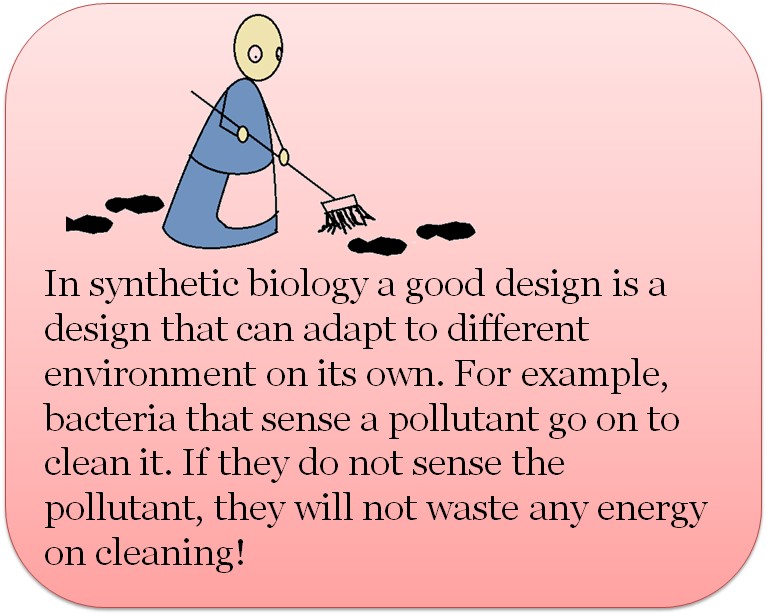 In synthetic biology a good design is a
design that can adapt to different
environment on its own. For example,
bacteria that sense a pollutant go on to
clean it. If they do not sense the
pollutant, they will not waste any energy
on cleaning!